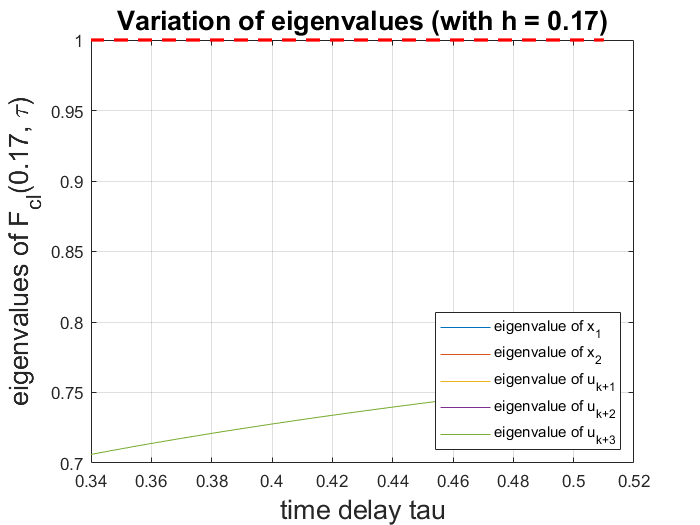 Variation of eigenvalues (with h = 0.17)
eigenvalues of F_cl(0.17, τ)
1
0.95
0.9
0.85
0.8
0.75
0.7
eigenvalue of x_1
eigenvalue of x_2
eigenvalue of u_k+1
eigenvalue of u_k+2
eigenvalue of u_k+3
0.34 0.36 0.38 0.4 0.42 0.44 0.46 0.48 0.5 0.52
time delay tau